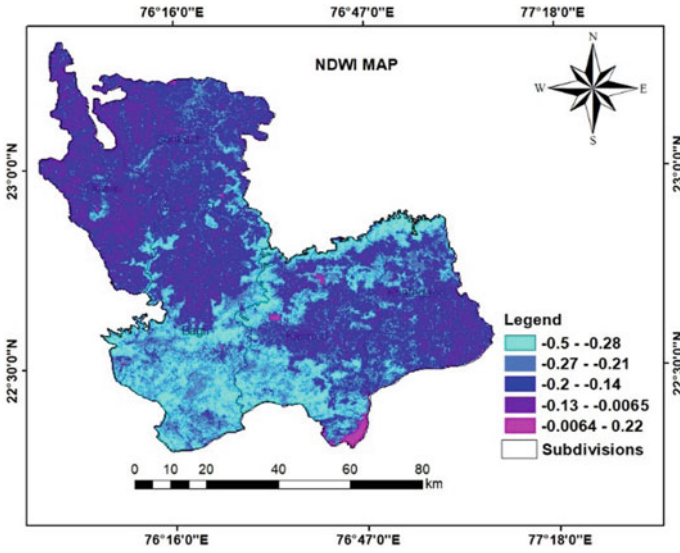 76°16'0"E 76°47'0"E 77°18'0"E
NDWI MAP
N
W E
S
23°0'0"N 23°0'0"N
22°30'0"N 22°30'0"N
Legend
-0.5 - -0.28
-0.27 - -0.21
-0.2 - -0.14
-0.13 - -0.0065
-0.0064 - 0.22
Subdivisions
0 10 20 40 60 80
km
76°16'0"E 76°47'0"E 77°18'0"E